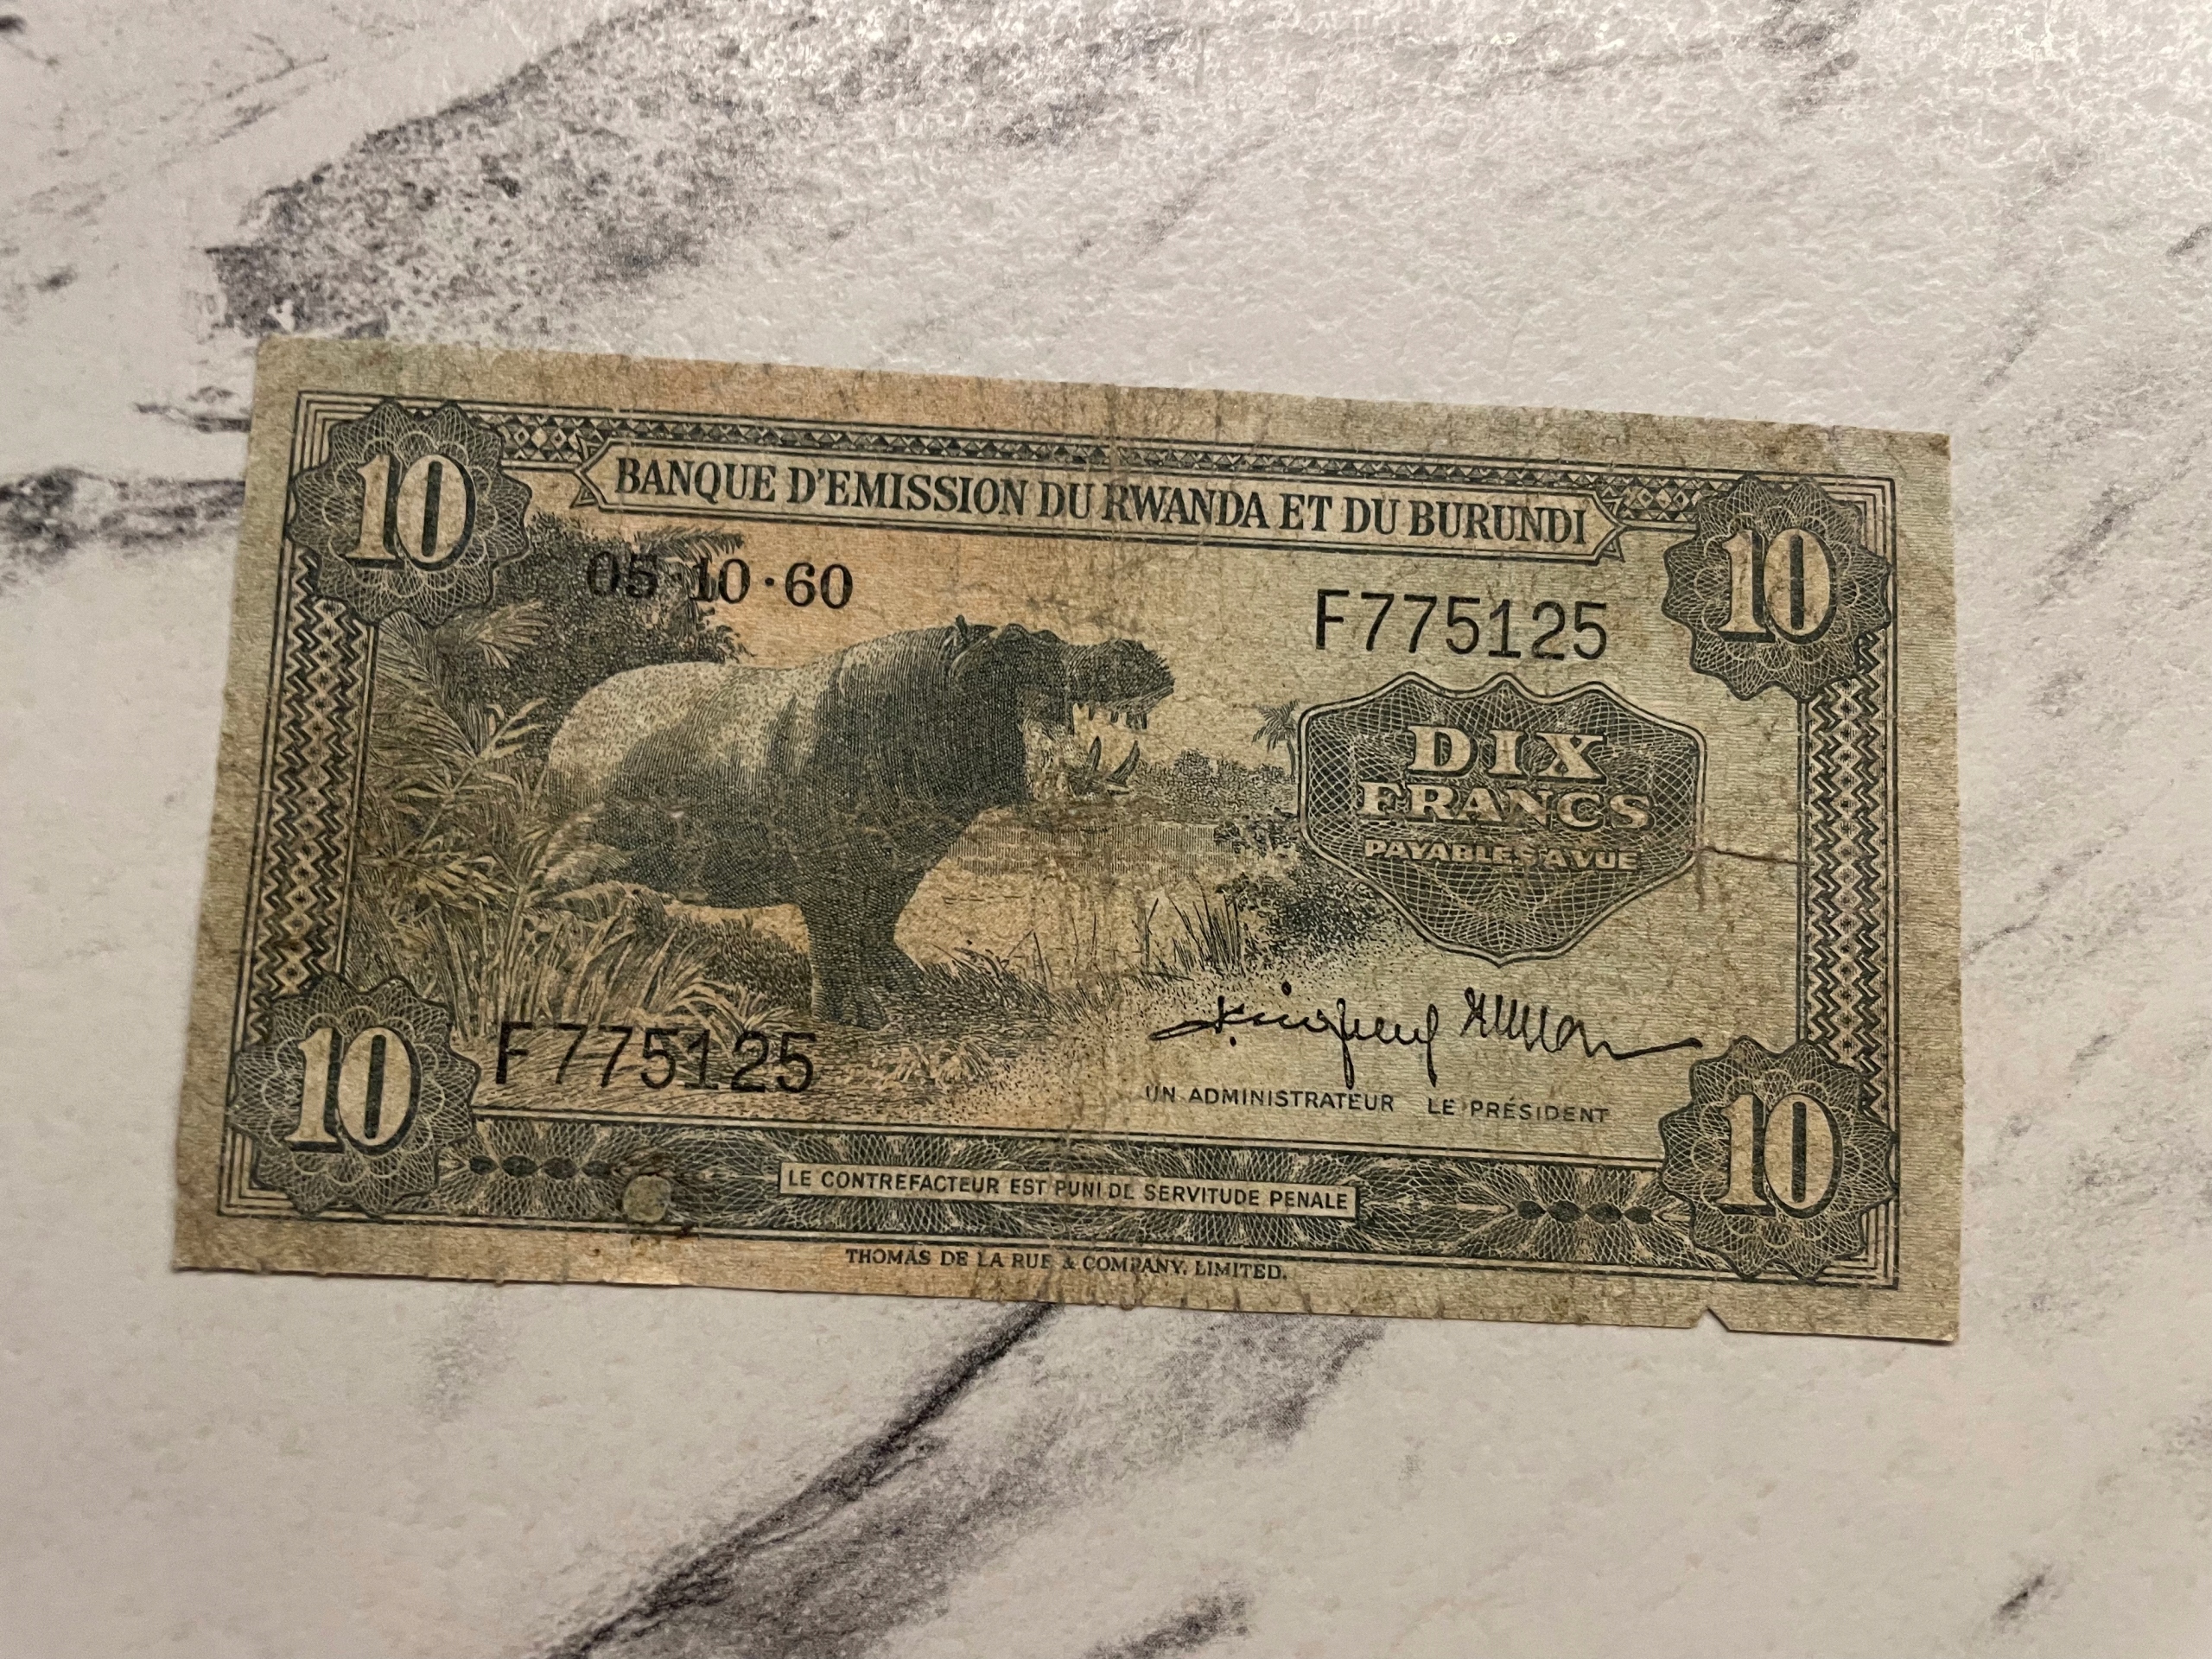 10
BANQUE D'EMISSION DU RWANDA ET DU BURUNDI
10
05·10·60
F775125
DIX
FRANCS
PAYABLES A VUE
F775125
UN ADMINISTRATEUR LE PRÉSIDENT
10
10
LE CONTREFACTEUR EST PUNI DE SERVITUDE PENALE
THOMAS DE LA RUE & COMPANY, LIMITED.